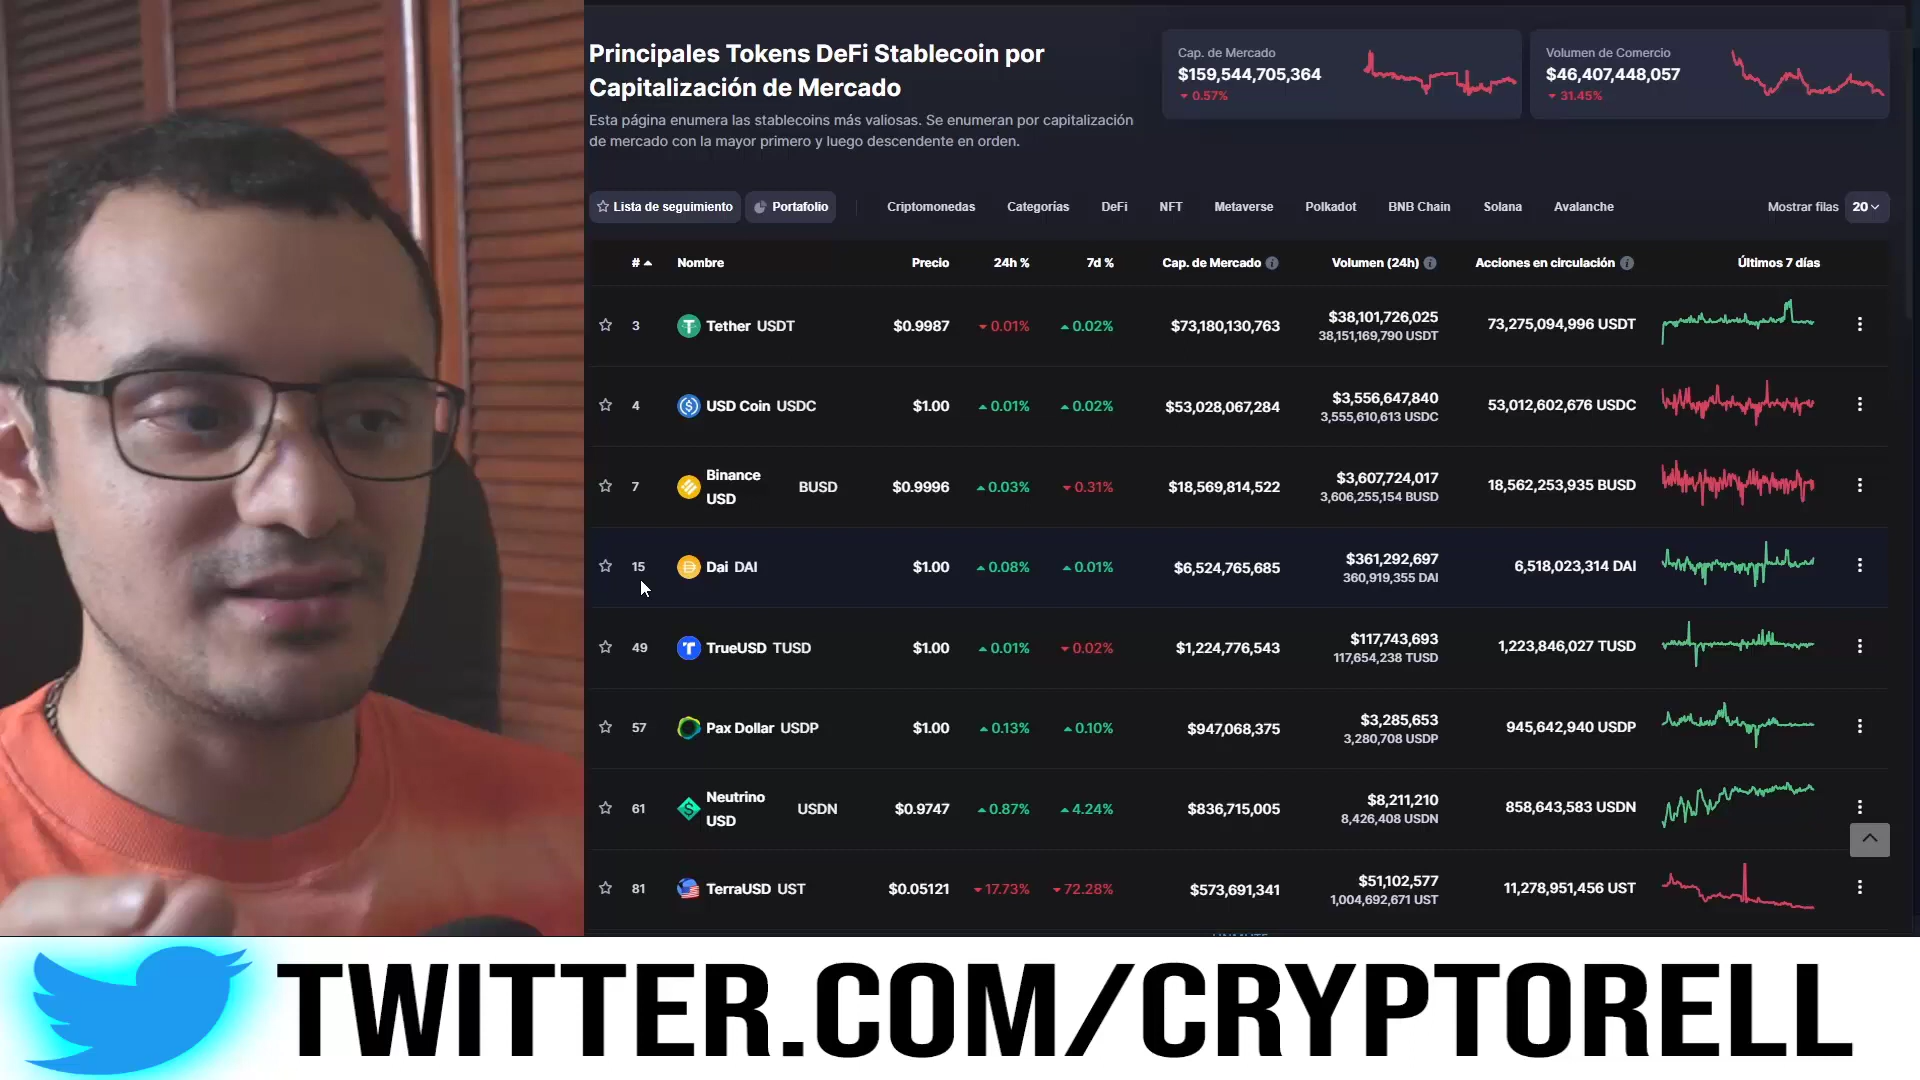 Principales Tokens DeFi Stablecoin por
Capitalización de Mercado
Esta página enumera las stablecoins más valiosas. Se enumeran por capitalización
de mercado con la mayor primero y luego descendente en orden.
Cap. de Mercado
$159,544,705,364
0.57%
Volumen de Comercio
$46,407,448,057
31.45%
Lista de seguimiento Portafolio Criptomonedas Categorías DeFi NFT Metaverse Polkadot BNB Chain Solana Avalanche Mostrar filas 20
# Nombre Precio 24h % 7d % Cap. de Mercado Volumen (24h) Acciones en circulación Últimos 7 días
3 Tether USDT $0.9987 0.01% 0.02% $73,180,130,763 $38,101,726,025 73,275,094,996 USDT
38,151,169,790 USDT
4 USD Coin USDC $1.00 0.01% 0.02% $53,028,067,284 $3,556,647,840 53,012,602,676 USDC
3,555,610,613 USDC
7 Binance USD BUSD $0.9996 0.03% 0.31% $18,569,814,522 $3,607,724,017 18,562,253,935 BUSD
3,606,255,154 BUSD
15 Dai DAI $1.00 0.08% 0.01% $6,524,765,685 $361,292,697 6,518,023,314 DAI
360,919,355 DAI
49 TrueUSD TUSD $1.00 0.01% 0.02% $1,224,776,543 $117,743,693 1,223,846,027 TUSD
117,654,238 TUSD
57 Pax Dollar USDP $1.00 0.13% 0.10% $947,068,375 $3,285,653 945,642,940 USDP
3,280,708 USDP
61 Neutrino USD USDN $0.9747 0.87% 4.24% $836,715,005 $8,211,210 858,643,583 USDN
8,426,408 USDN
81 TerraUSD UST $0.05121 17.73% 72.28% $573,691,341 $51,102,577 11,278,951,456 UST
1,004,692,671 UST
TWITTER.COM/CRYPTORELL